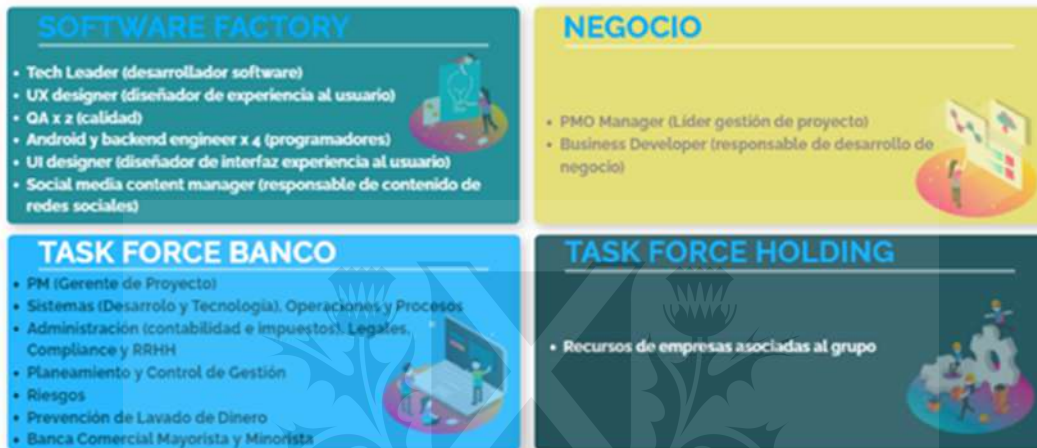 SOFTWARE FACTORY
• Tech Leader (desarrollador software)
• UX designer (diseñador de experiencia al usuario)
• QA x 2 (calidad)
• Android y backend engineer x 4 (programadores)
• UI designer (diseñador de interfaz experiencia al usuario)
• Social media content manager (responsable de contenido de
redes sociales)
NEGOCIO
• PMO Manager (Líder gestión de proyecto)
• Business Developer (responsable de desarrollo de
negocio)
TASK FORCE BANCO
• PM (Gerente de Proyecto)
• Sistemas (Desarrolo y Tecnología), Operaciones y Procesos
• Administración (contabilidad e impuestos), Legales,
Compliance y RRHH
• Planeamiento y Control de Gestión
• Riesgos
• Prevención de Lavado de Dinero
• Banca Comercial Mayorista y Minorista
TASK FORCE HOLDING
• Recursos de empresas asociadas al grupo